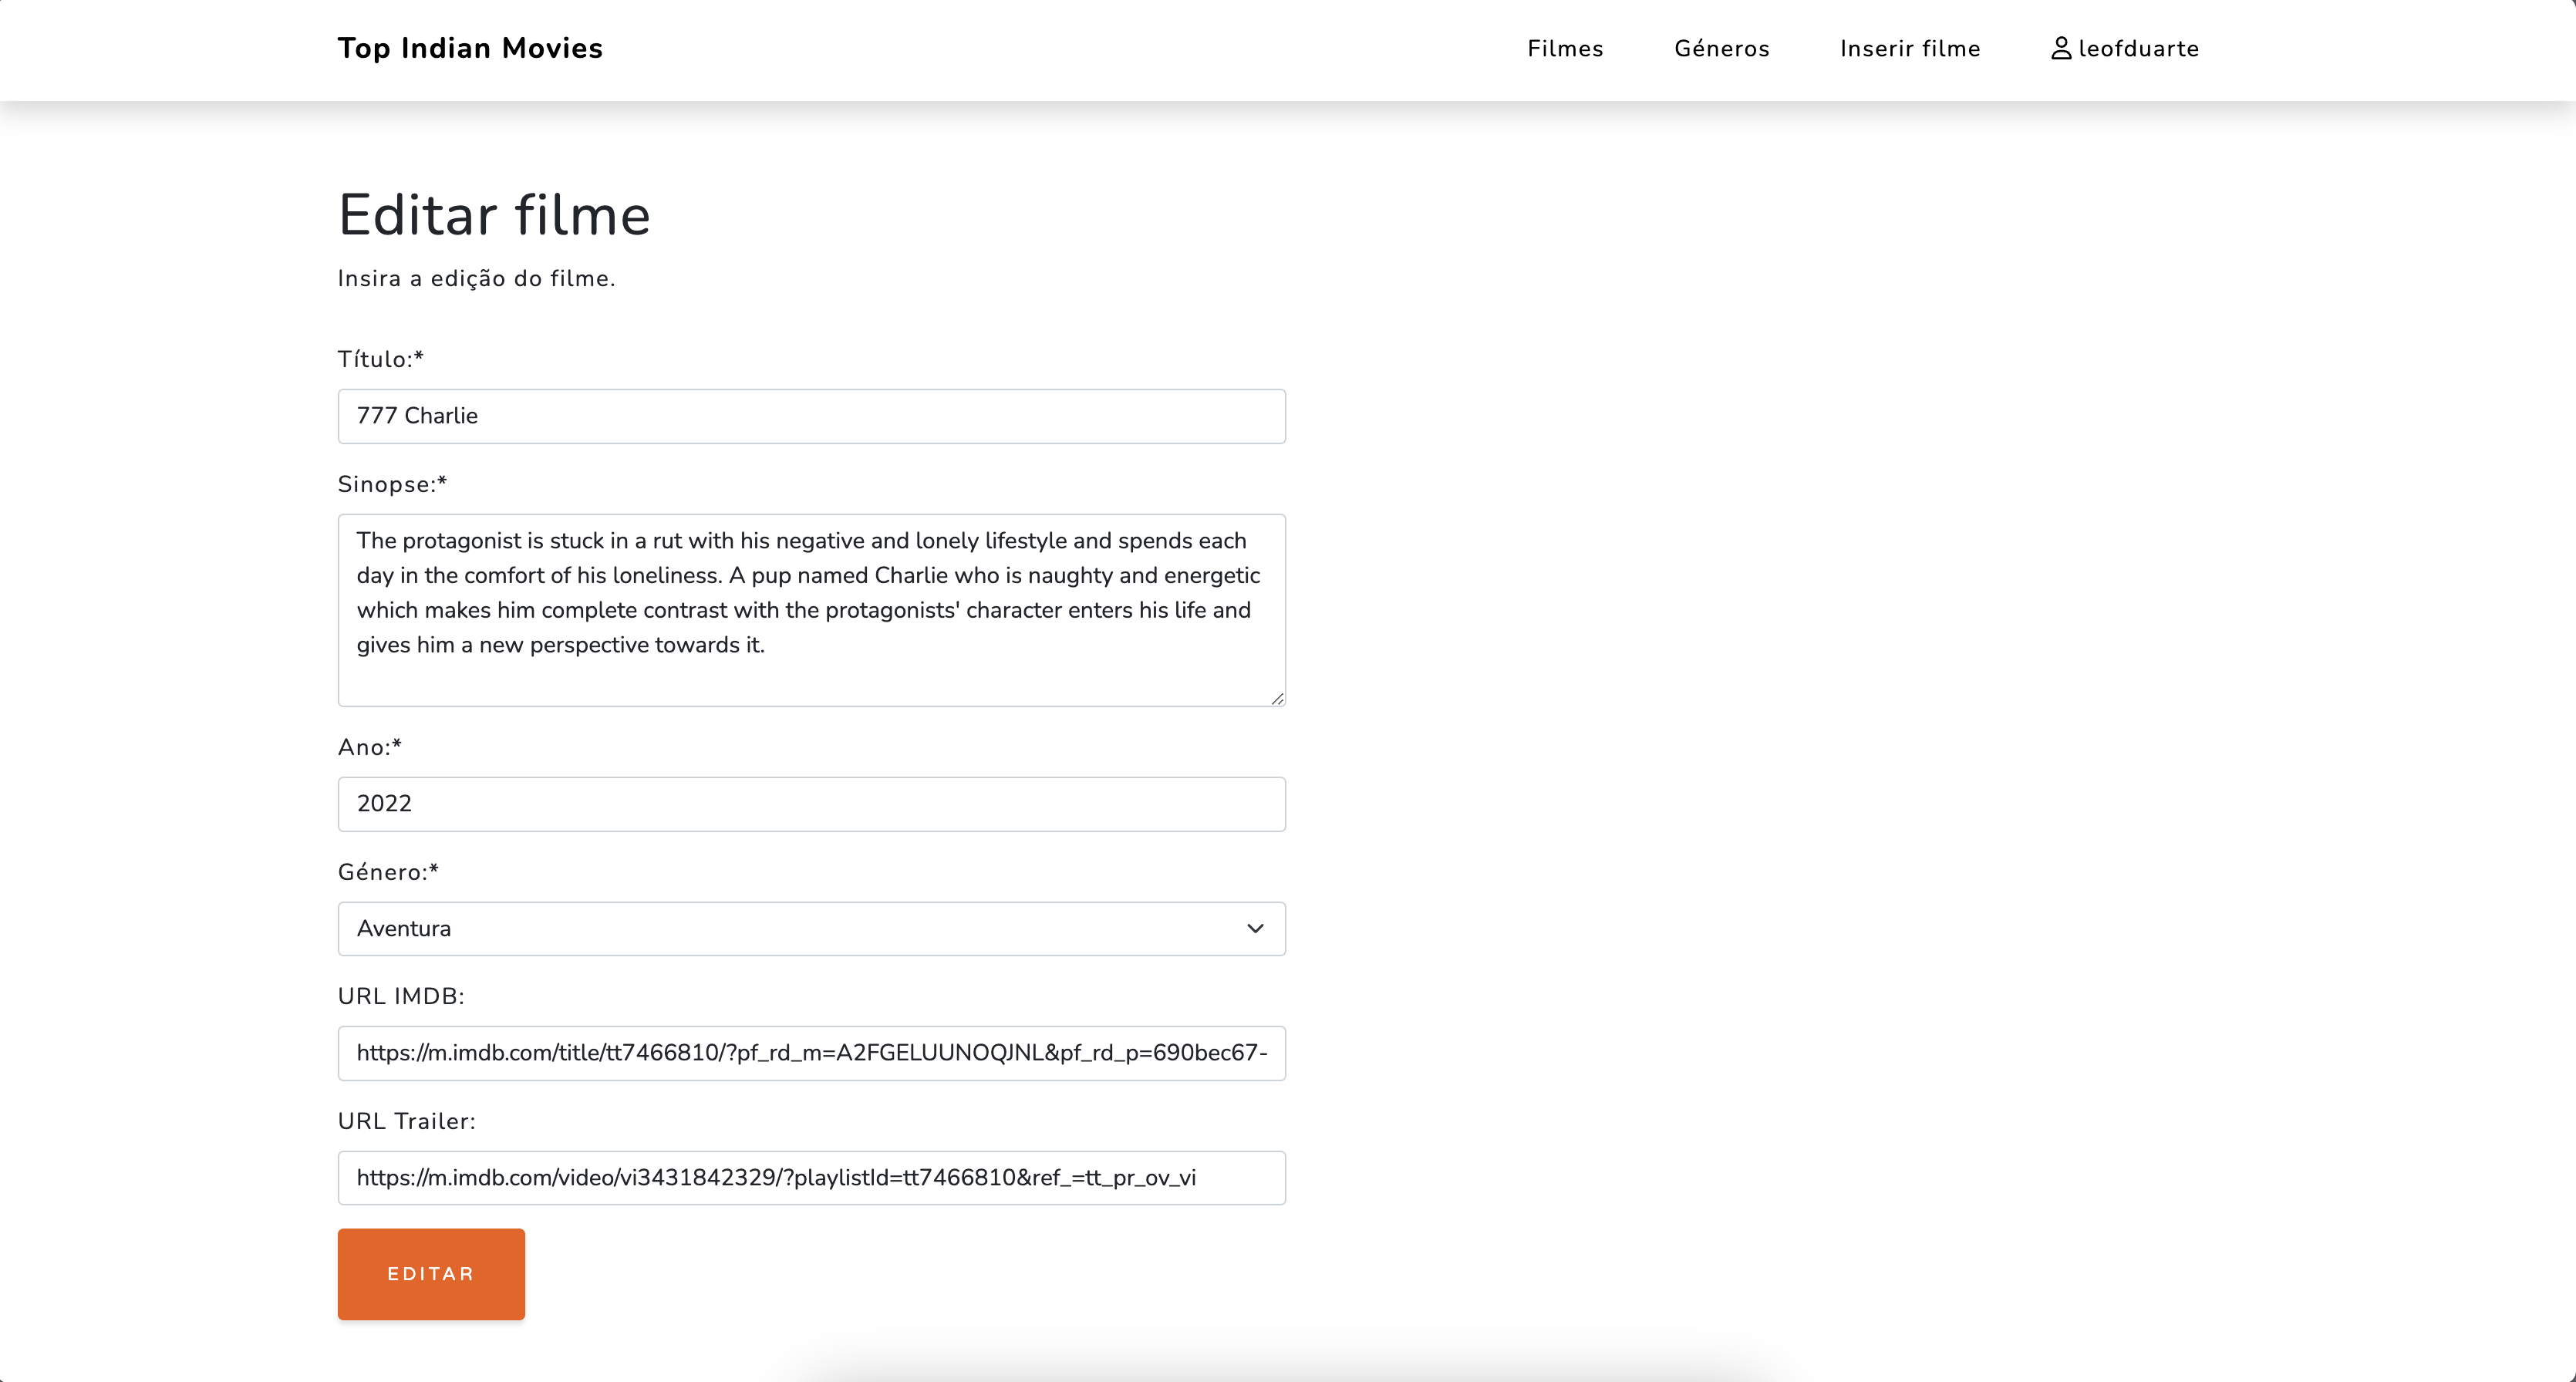 Top Indian Movies
Filmes
Géneros
Inserir filme
leofduarte
Editar filme
Insira a edição do filme.
Título:*
777 Charlie
Sinopse:*
The protagonist is stuck in a rut with his negative and lonely lifestyle and spends each
day in the comfort of his loneliness. A pup named Charlie who is naughty and energetic
which makes him complete contrast with the protagonists' character enters his life and
gives him a new perspective towards it.
Ano:*
2022
Género:*
Aventura
URL IMDB:
https://m.imdb.com/title/tt7466810/?pf_rd_m=A2FGELUUNOQJNL&pf_rd_p=690bec67-
URL Trailer:
https://m.imdb.com/video/vi3431842329/?playlistId=tt7466810&ref_=tt_pr_ov_vi
EDITAR